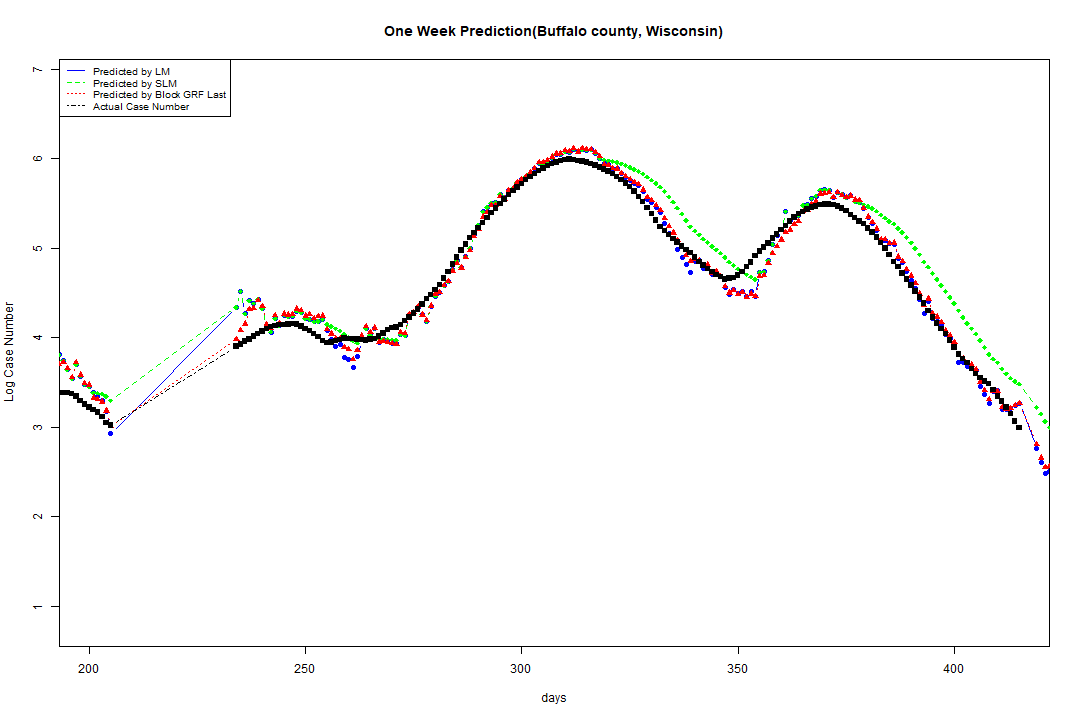 One Week Prediction(Buffalo county, Wisconsin)
Predicted by LM
Predicted by SLM
Predicted by Block GRF Last
Actual Case Number
Log Case Number
7
6
5
4
3
2
1
200 250 300 350 400
days